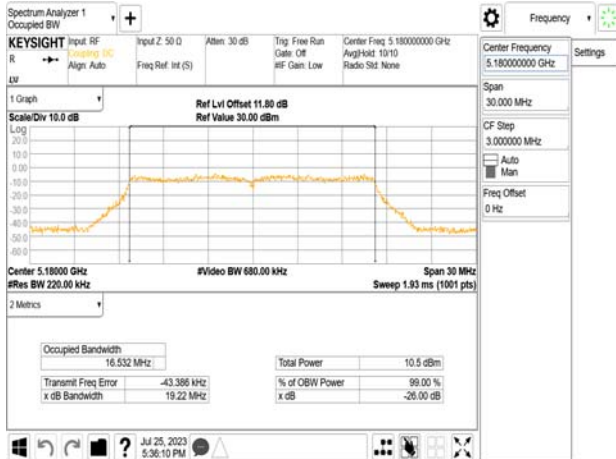 Spectrum Analyzer 1
Occupied BW
Frequency
KEYSIGHT
R
Input: RF
Coupling: DC
Align: Auto
Input Z: 50 Ω
Freq Ref: Int (S)
Atten: 30 dB
Trig: Free Run
Gate: Off
#IF Gain: Low
Center Freq: 5.180000000 GHz
Avg|Hold: 10/10
Radio Std: None
Center Frequency
5.180000000 GHz
Settings
Span
30.000 MHz
CF Step
3.000000 MHz
Auto
Man
Freq Offset
0 Hz
1 Graph
Scale/Div 10.0 dB
Ref Lvl Offset 11.80 dB
Ref Value 30.00 dBm
Log
20.0
10.0
0.00
-10.0
-20.0
-30.0
-40.0
-50.0
-60.0
Center 5.18000 GHz
#Res BW 220.00 kHz
#Video BW 680.00 kHz
Span 30 MHz
Sweep 1.93 ms (1001 pts)
2 Metrics
Occupied Bandwidth
16.532 MHz
Total Power 10.5 dBm
Transmit Freq Error -43.386 kHz
% of OBW Power 99.00 %
x dB Bandwidth 19.22 MHz
x dB -26.00 dB
Jul 25, 2023
5:36:10 PM